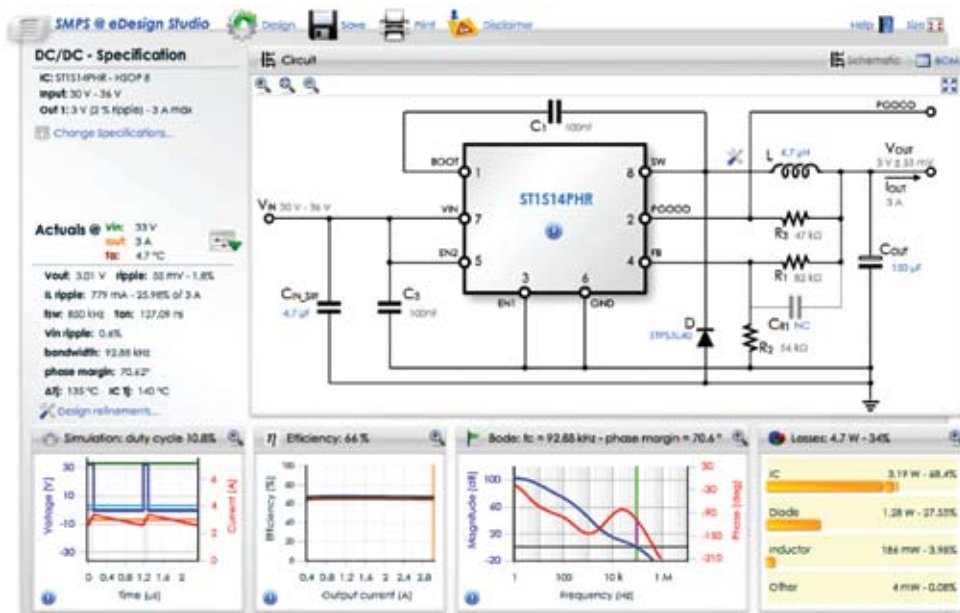 SMPS @ eDesign Studio
Design
Save
Print
Disclaimer
Help
Size
DC/DC - Specification
IC: ST1S14PHR - HSOP 8
Input: 30 V - 36 V
Out 1: 3 V (2 % ripple) - 3 A max
Change Specifications...
Actuals @ Vin: 33 V
Iout: 3 A
Ta: 4.7 °C
Vout: 3.01 V ripple: 55 mV - 1.8%
IL ripple: 779 mA - 25.98% of 3 A
fsw: 850 kHz Ton: 127.09 ns
Vin ripple: 0.6%
bandwidth: 92.88 kHz
phase margin: 70.62°
ΔTj: 135 °C IC Tj: 140 °C
Design refinements...
Circuit
Schematic
BOM
C1 100nF
PGOOD
BOOT
1
SW
8
L 4.7 µH
VOUT
3 V ± 55 mV
IOUT
3 A
VIN 30 V - 36 V
VIN
7
ST1S14PHR
2
PGOOD
R3 47 kΩ
EN2
5
4
FB
R1 82 kΩ
COUT
3
EN1
6
GND
CIN_SW
4.7 µF
C3
100nF
D
CR1 NC
R2 56 kΩ
Simulation: duty cycle 10.8%
Voltage [V]
30
10
-10
-30
Current [A]
6
4
2
0
0 0.4 0.8 1.2 1.6 2
Time [µs]
η Efficiency: 66 %
Efficiency [%]
100
80
60
40
20
0
0.4 0.8 1.2 1.6 2 2.4 2.8
Output current [A]
Bode: fc = 92.88 kHz - phase margin = 70.6 °
Magnitude [dB]
100
60
20
-20
Phase [deg]
30
-30
-90
-150
-210
1 100 10 k 1 M
Frequency [Hz]
Losses: 4.7 W - 34%
IC 3.19 W - 68.4%
Diode 1.28 W - 27.53%
Inductor 186 mW - 3.98%
Other 4 mW - 0.08%